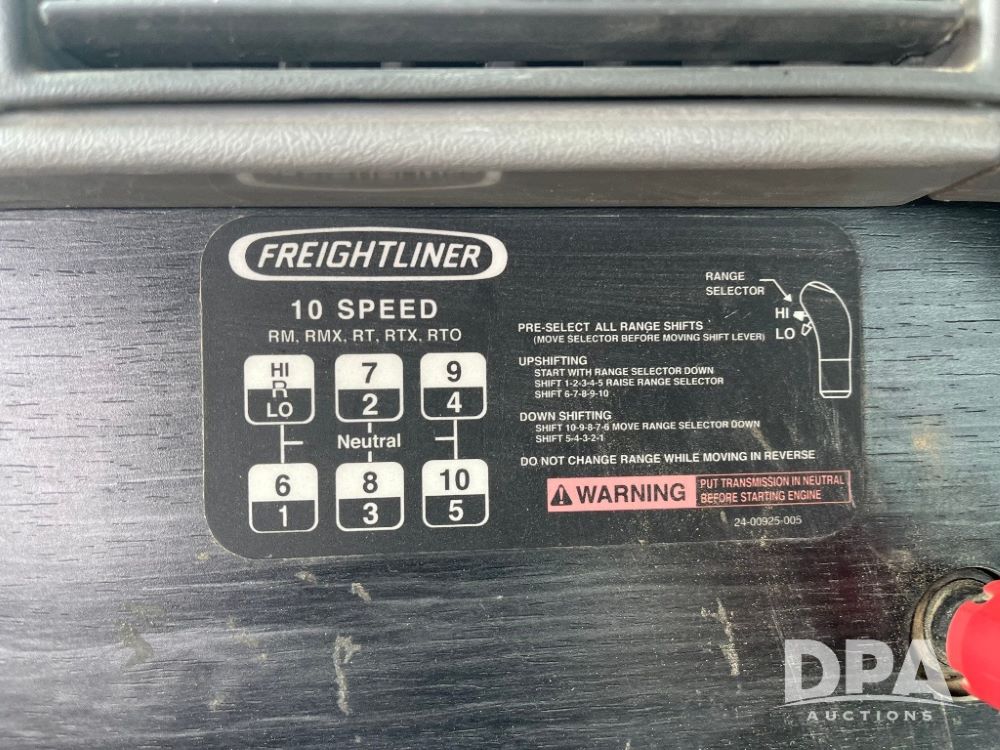 FREIGHTLINER
10 SPEED
RM, RMX, RT, RTX, RTO
HI
R
LO
7
2
9
4
Neutral
6
1
8
3
10
5
RANGE
SELECTOR
HI
LO
PRE-SELECT ALL RANGE SHIFTS
(MOVE SELECTOR BEFORE MOVING SHIFT LEVER)
UPSHIFTING
START WITH RANGE SELECTOR DOWN
SHIFT 1-2-3-4-5 RAISE RANGE SELECTOR
SHIFT 6-7-8-9-10
DOWN SHIFTING
SHIFT 10-9-8-7-6 MOVE RANGE SELECTOR DOWN
SHIFT 5-4-3-2-1
DO NOT CHANGE RANGE WHILE MOVING IN REVERSE
WARNING
PUT TRANSMISSION IN NEUTRAL
BEFORE STARTING ENGINE
24-00925-005
DPA
AUCTIONS